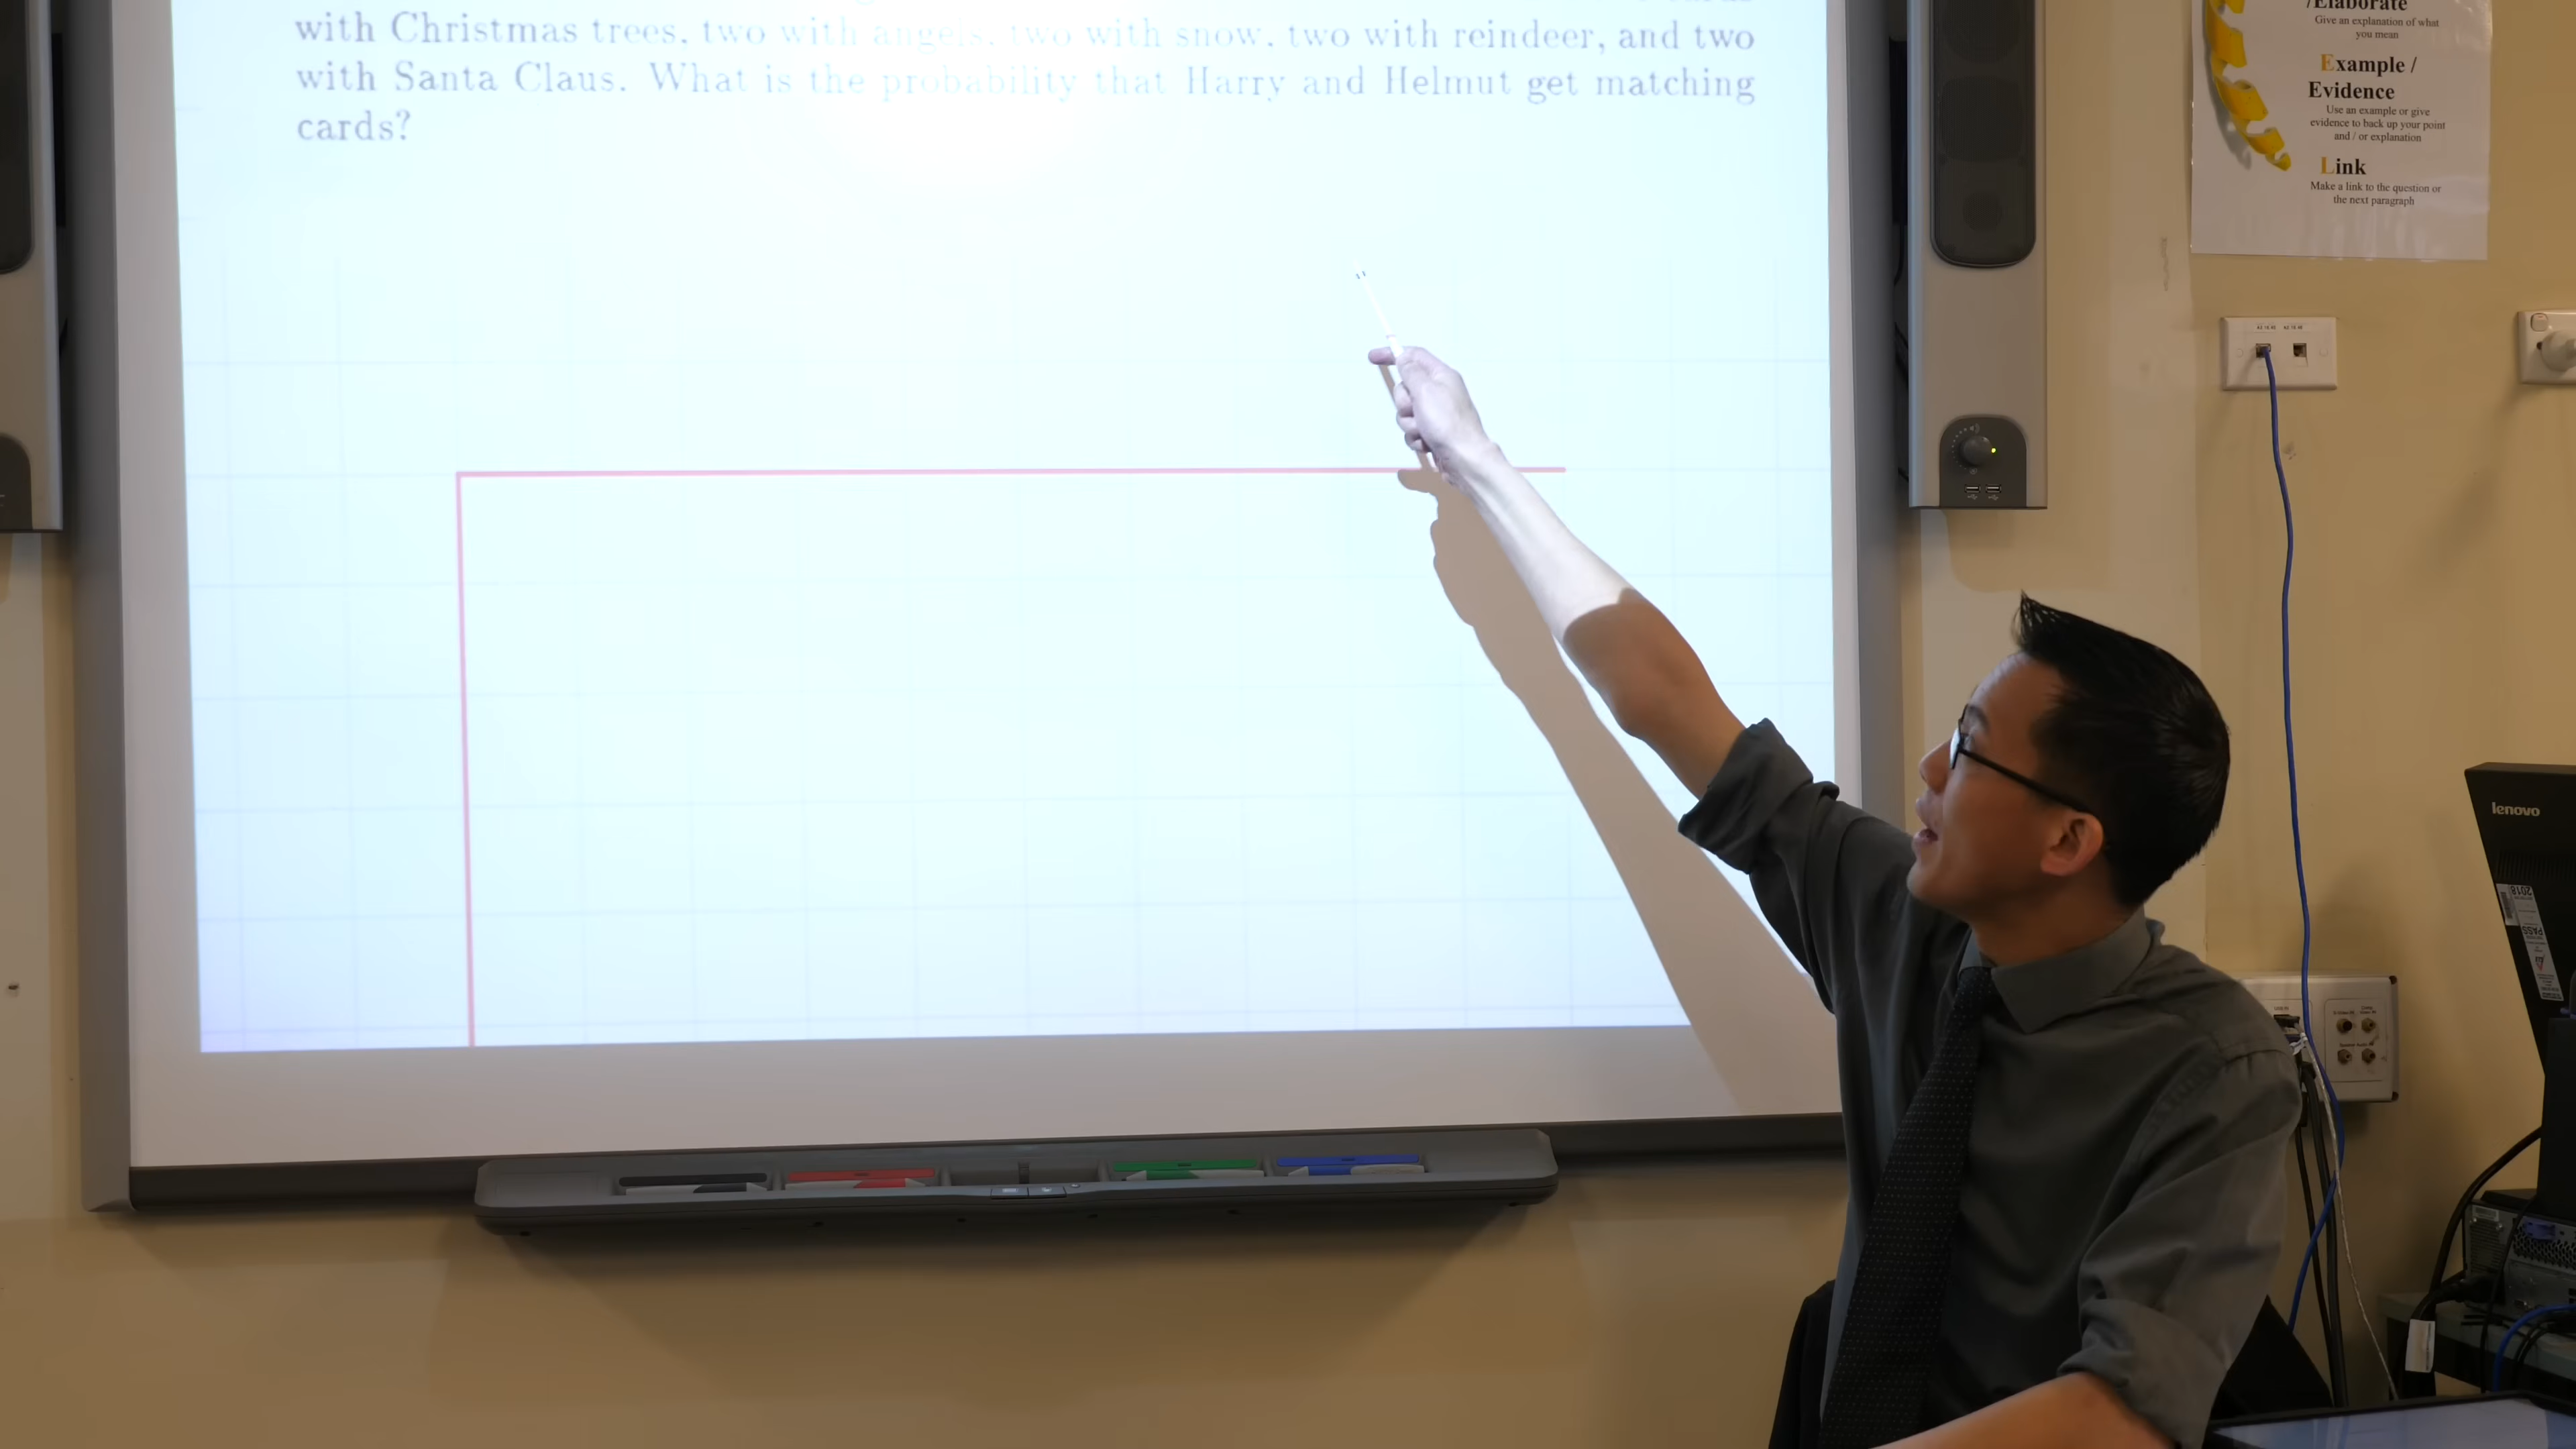 with Christmas trees, two with angels, two with snow, two with reindeer, and two
with Santa Claus. What is the probability that Harry and Helmut get matching
cards?
/Elaborate
Give an explanation of what
you mean
Example /
Evidence
Use an example or give
evidence to back up your point
and / or explanation
Link
Make a link to the question or
the next paragraph
lenovo
2018
PASS